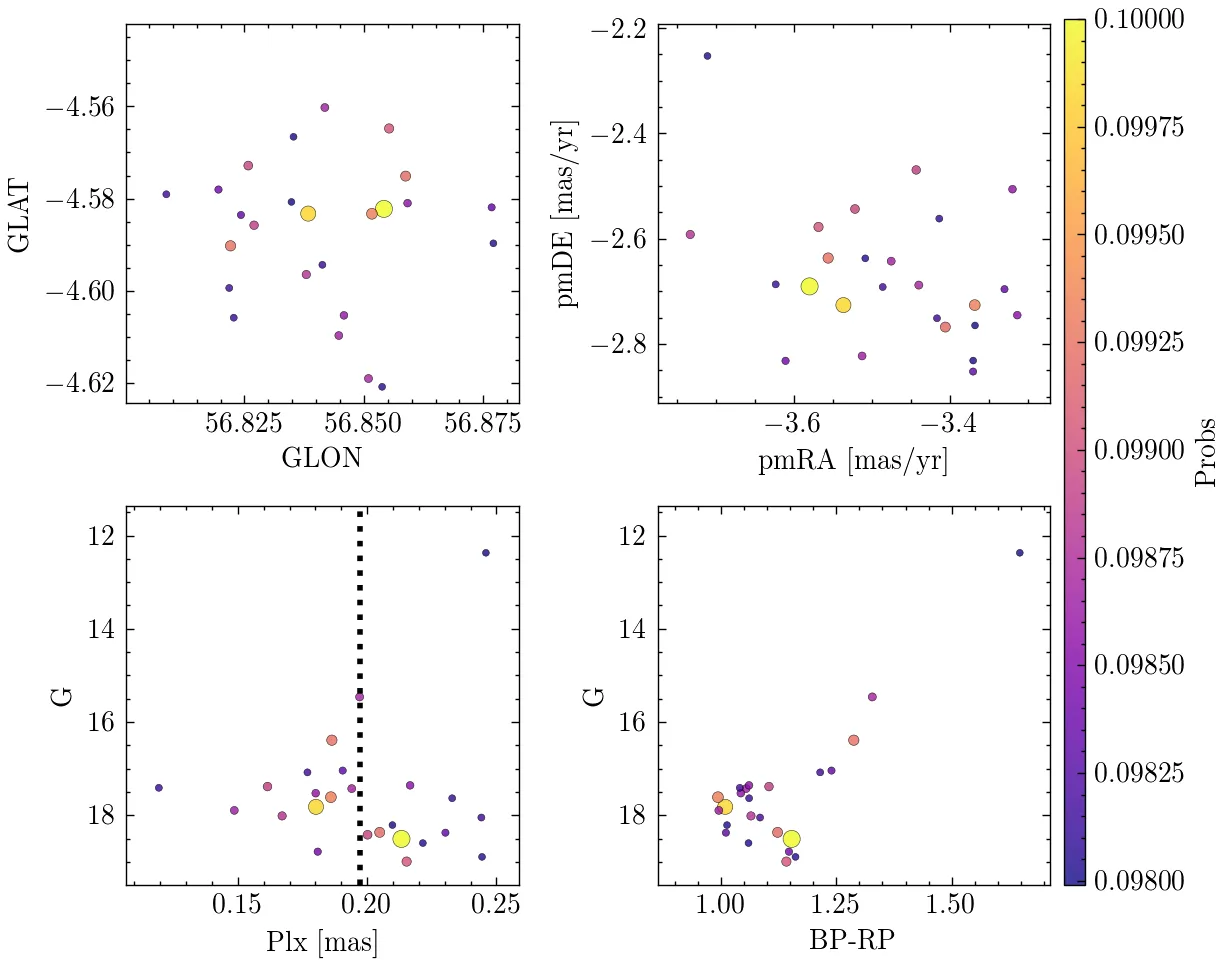 −4.56
−4.58
−4.60
−4.62
GLAT
56.825 56.850 56.875
GLON
−2.2
−2.4
−2.6
−2.8
pmDE [mas/yr]
−3.6 −3.4
pmRA [mas/yr]
12
14
16
18
G
0.15 0.20 0.25
Plx [mas]
12
14
16
18
G
1.00 1.25 1.50
BP-RP
0.10000
0.09975
0.09950
0.09925
0.09900
0.09875
0.09850
0.09825
0.09800
Probs